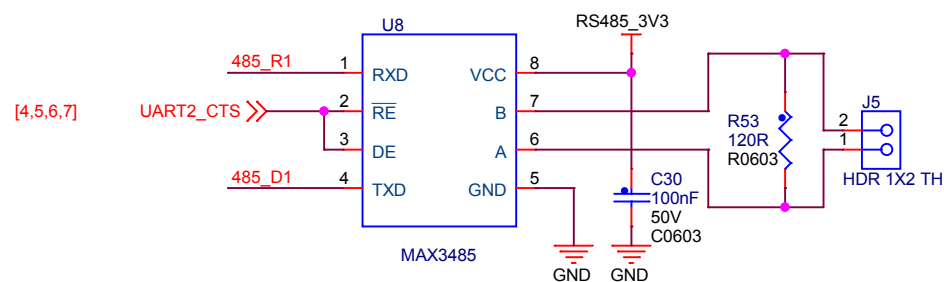 U8
RS485_3V3
485_R1
1
RXD
VCC
8
[4,5,6,7]
UART2_CTS
2
RE
B
7
J5
R53
120R
R0603
2
1
3
DE
A
6
HDR 1X2 TH
485_D1
4
TXD
GND
5
C30
100nF
50V
C0603
MAX3485
GND
GND